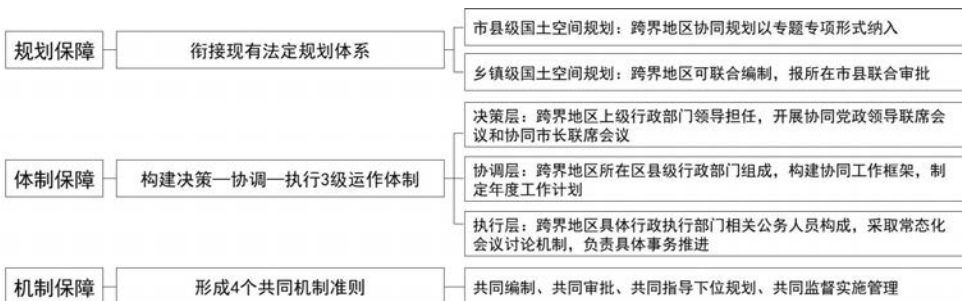 规划保障
衔接现有法定规划体系
市县级国土空间规划：跨界地区协同规划以专题专项形式纳入
乡镇级国土空间规划：跨界地区可联合编制，报所在市县联合审批
体制保障
构建决策—协调—执行3级运作体制
决策层：跨界地区上级行政部门领导担任，开展协同党政领导联席会
议和协同市长联席会议
协调层：跨界地区所在区县级行政部门组成，构建协同工作框架，制
定年度工作计划
执行层：跨界地区具体行政执行部门相关公务人员构成，采取常态化
会议讨论机制，负责具体事务推进
机制保障
形成4个共同机制准则
共同编制、共同审批、共同指导下位规划、共同监督实施管理